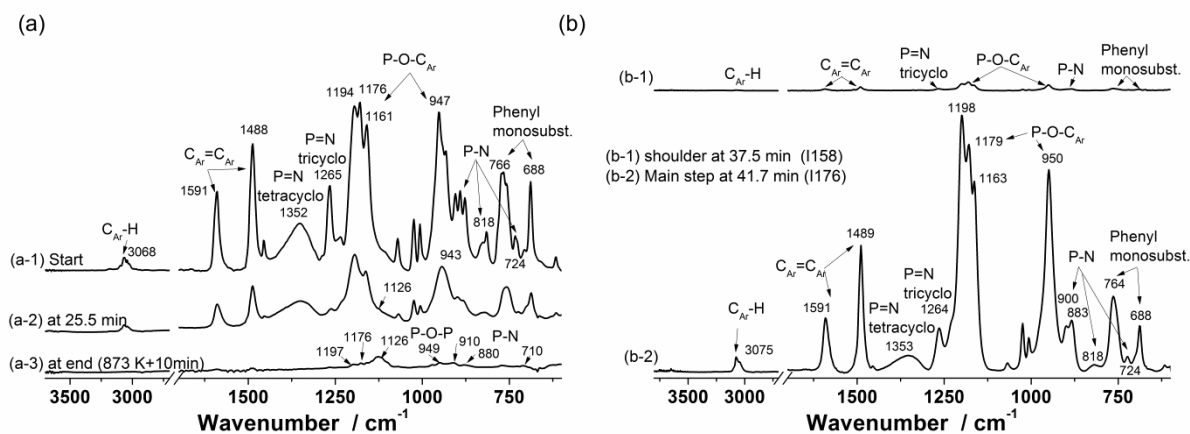 (a)
P-O-C_Ar
1194
1176
1161
947
1488
C_Ar=C_Ar
1591
P=N
tricyclo
1265
P=N
tetracyclo
1352
P-N
Phenyl
monosubst.
766
688
818
724
C_Ar-H
3068
(a-1) Start
943
1126
(a-2) at 25.5 min
P-O-P
P-N
1197
1176
1126
949
910
880
710
(a-3) at end (873 K+10min)
3500
3000
1750
1500
1250
1000
750
Wavenumber / cm⁻¹
(b)
(b-1)
C_Ar-H
C_Ar=C_Ar
P=N
tricyclo
P-O-C_Ar
P-N
Phenyl
monosubst.
1198
1179
P-O-C_Ar
950
1163
(b-1) shoulder at 37.5 min (I158)
(b-2) Main step at 41.7 min (I176)
1489
C_Ar=C_Ar
1591
P=N
tricyclo
1264
P=N
tetracyclo
1353
P-N
900
883
Phenyl
monosubst.
764
688
818
724
C_Ar-H
3075
(b-2)
3500
3000
1750
1500
1250
1000
750
Wavenumber / cm⁻¹